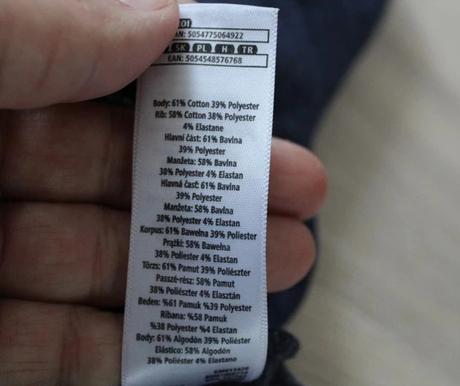 EAN: 5054775064922
SK PL H TR
EAN: 5054548576768
Body: 61% Cotton 39% Polyester
Rib: 58% Cotton 38% Polyester
4% Elastane
Hlavní část: 61% Bavlna
39% Polyester
Manžeta: 58% Bavlna
38% Polyester 4% Elastan
Hlavná časť: 61% Bavlna
39% Polyester
Manžeta: 58% Bavlna
38% Polyester 4% Elastan
Korpus: 61% Bawełna 39% Poliester
Prążki: 58% Bawełna
38% Poliester 4% Elastan
Törzs: 61% Pamut 39% Poliészter
Passzé-rész: 58% Pamut
38% Poliészter 4% Elasztán
Beden: %61 Pamuk %39 Polyester
Ribana: %58 Pamuk
%38 Polyester %4 Elastan
Body: 61% Algodón 39% Poliéster
Elástico: 58% Algodón
38% Poliéster 4% Elastano